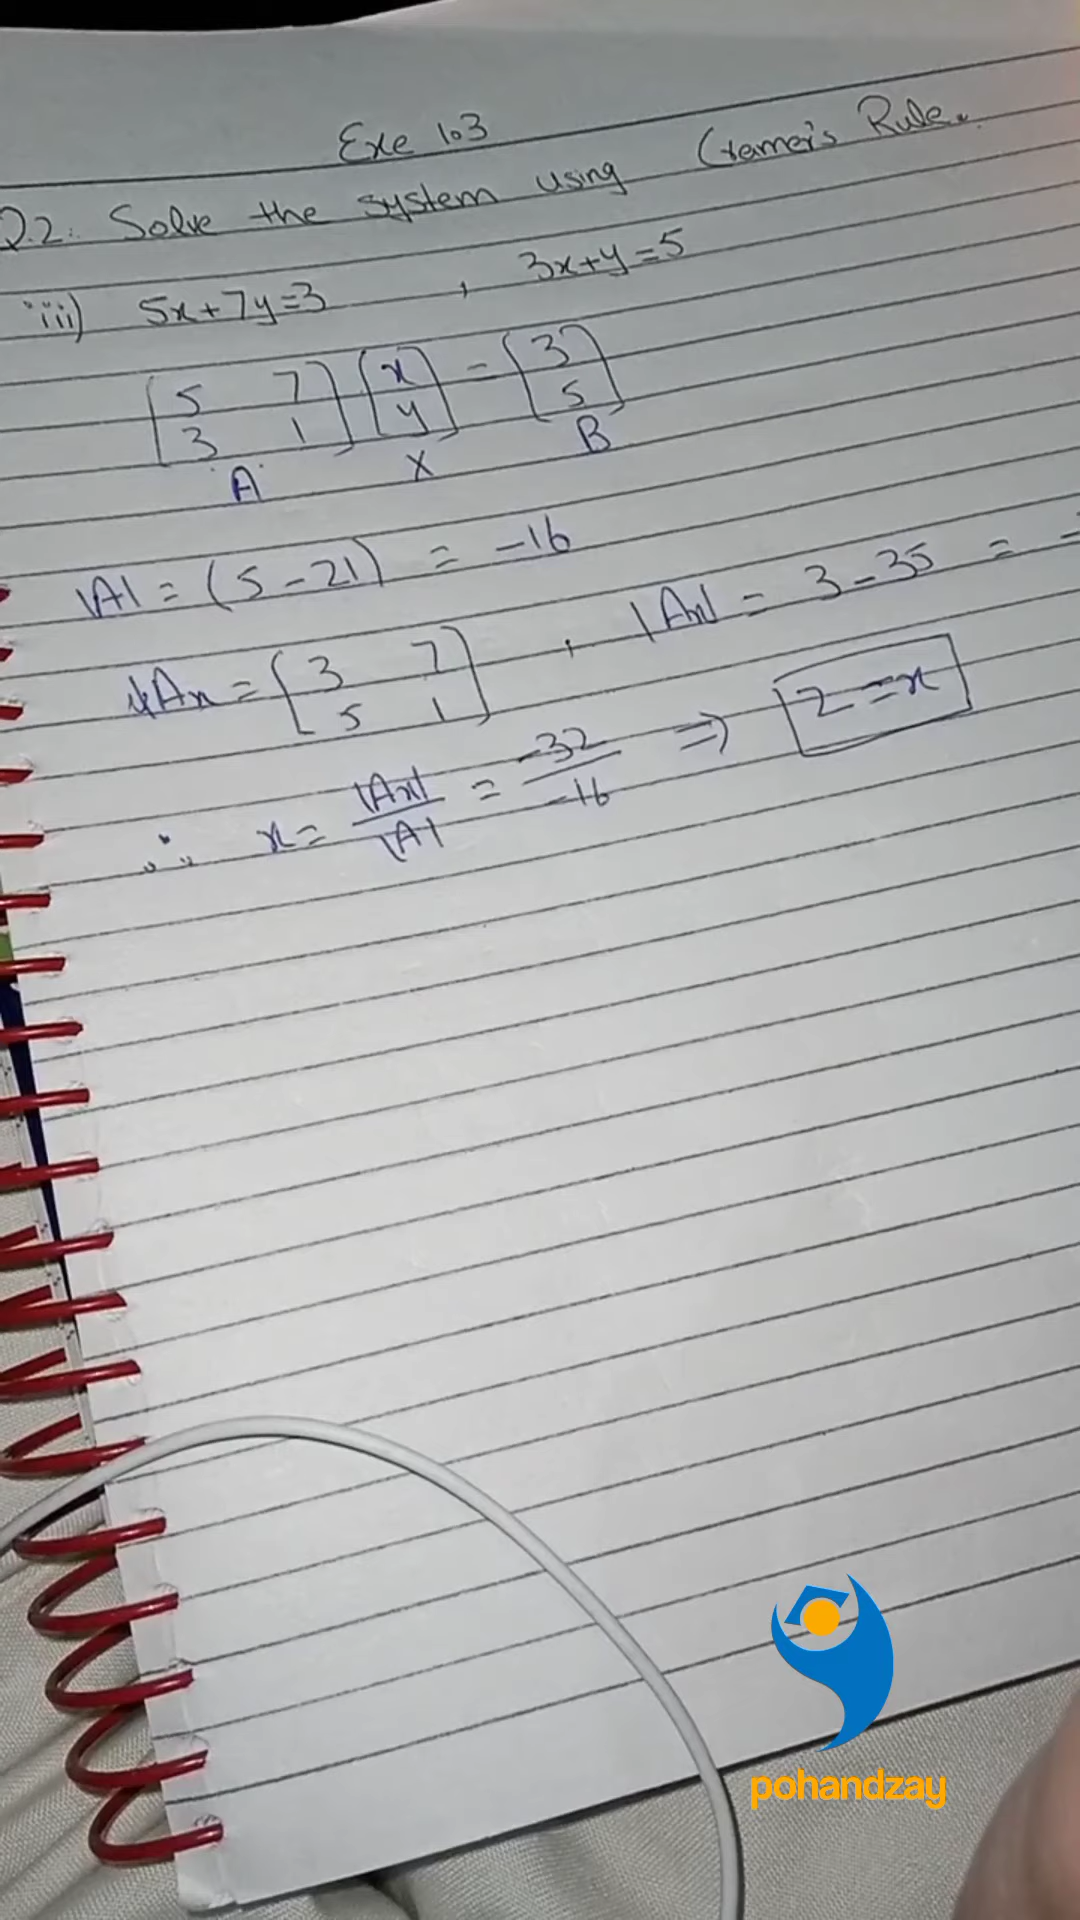 Exe 1.3
Q.2. Solve the system using Cramer's Rule.
iii) 5x+7y=3 , 3x+y=5
[5 7
3 1] [x
y] = [3
5]
A X B
|A| = (5-21) = -16
Ax = [3 7
5 1] , |Ax| = 3-35 = -
∴ x = |Ax|/|A| = -32/-16 ⇒ 2=x
pohandzay